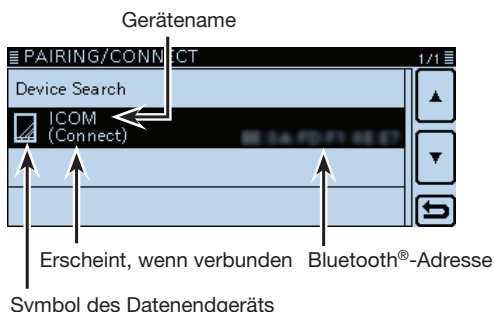 Gerätename
PAIRING/CONNECT 1/1
Device Search
ICOM
(Connect)
Erscheint, wenn verbunden Bluetooth®-Adresse
Symbol des Datenendgeräts